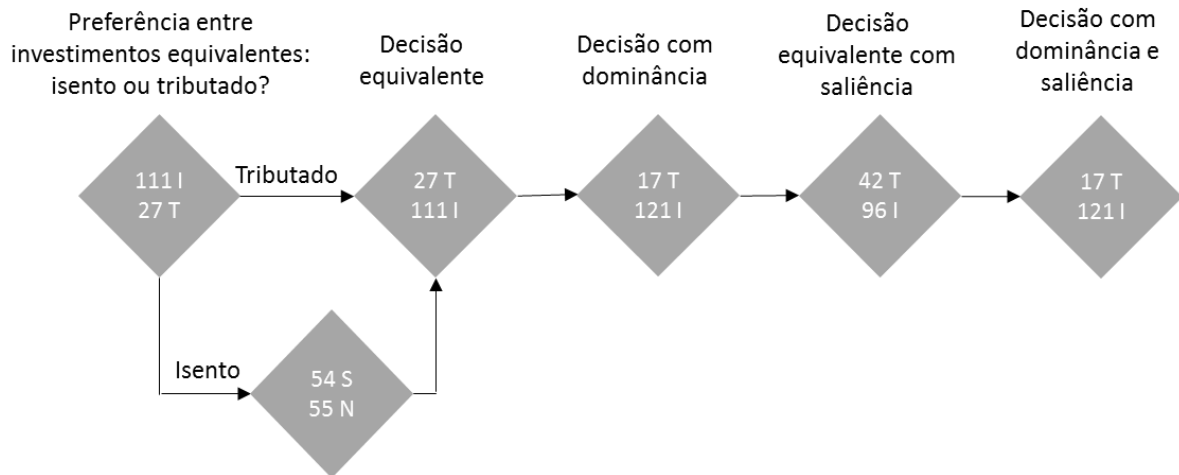 Preferência entre
investimentos equivalentes:
isento ou tributado?
Decisão
equivalente
Decisão com
dominância
Decisão
equivalente com
saliência
Decisão com
dominância e
saliência
111 I
27 T
Tributado
27 T
111 I
17 T
121 I
42 T
96 I
17 T
121 I
Isento
54 S
55 N